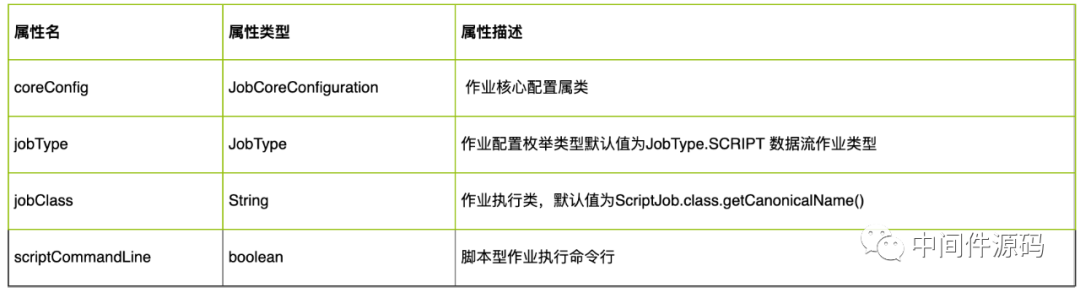 属性名 属性类型 属性描述
coreConfig JobCoreConfiguration 作业核心配置属类
jobType JobType 作业配置枚举类型默认值为JobType.SCRIPT 数据流作业类型
jobClass String 作业执行类，默认值为ScriptJob.class.getCanonicalName()
scriptCommandLine boolean 脚本型作业执行命令行
中间件源码